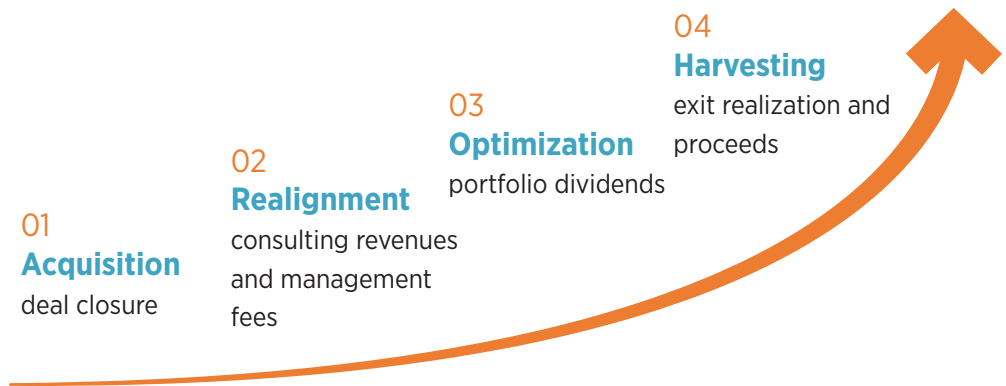 01
Acquisition
deal closure
02
Realignment
consulting revenues
and management
fees
03
Optimization
portfolio dividends
04
Harvesting
exit realization and
proceeds